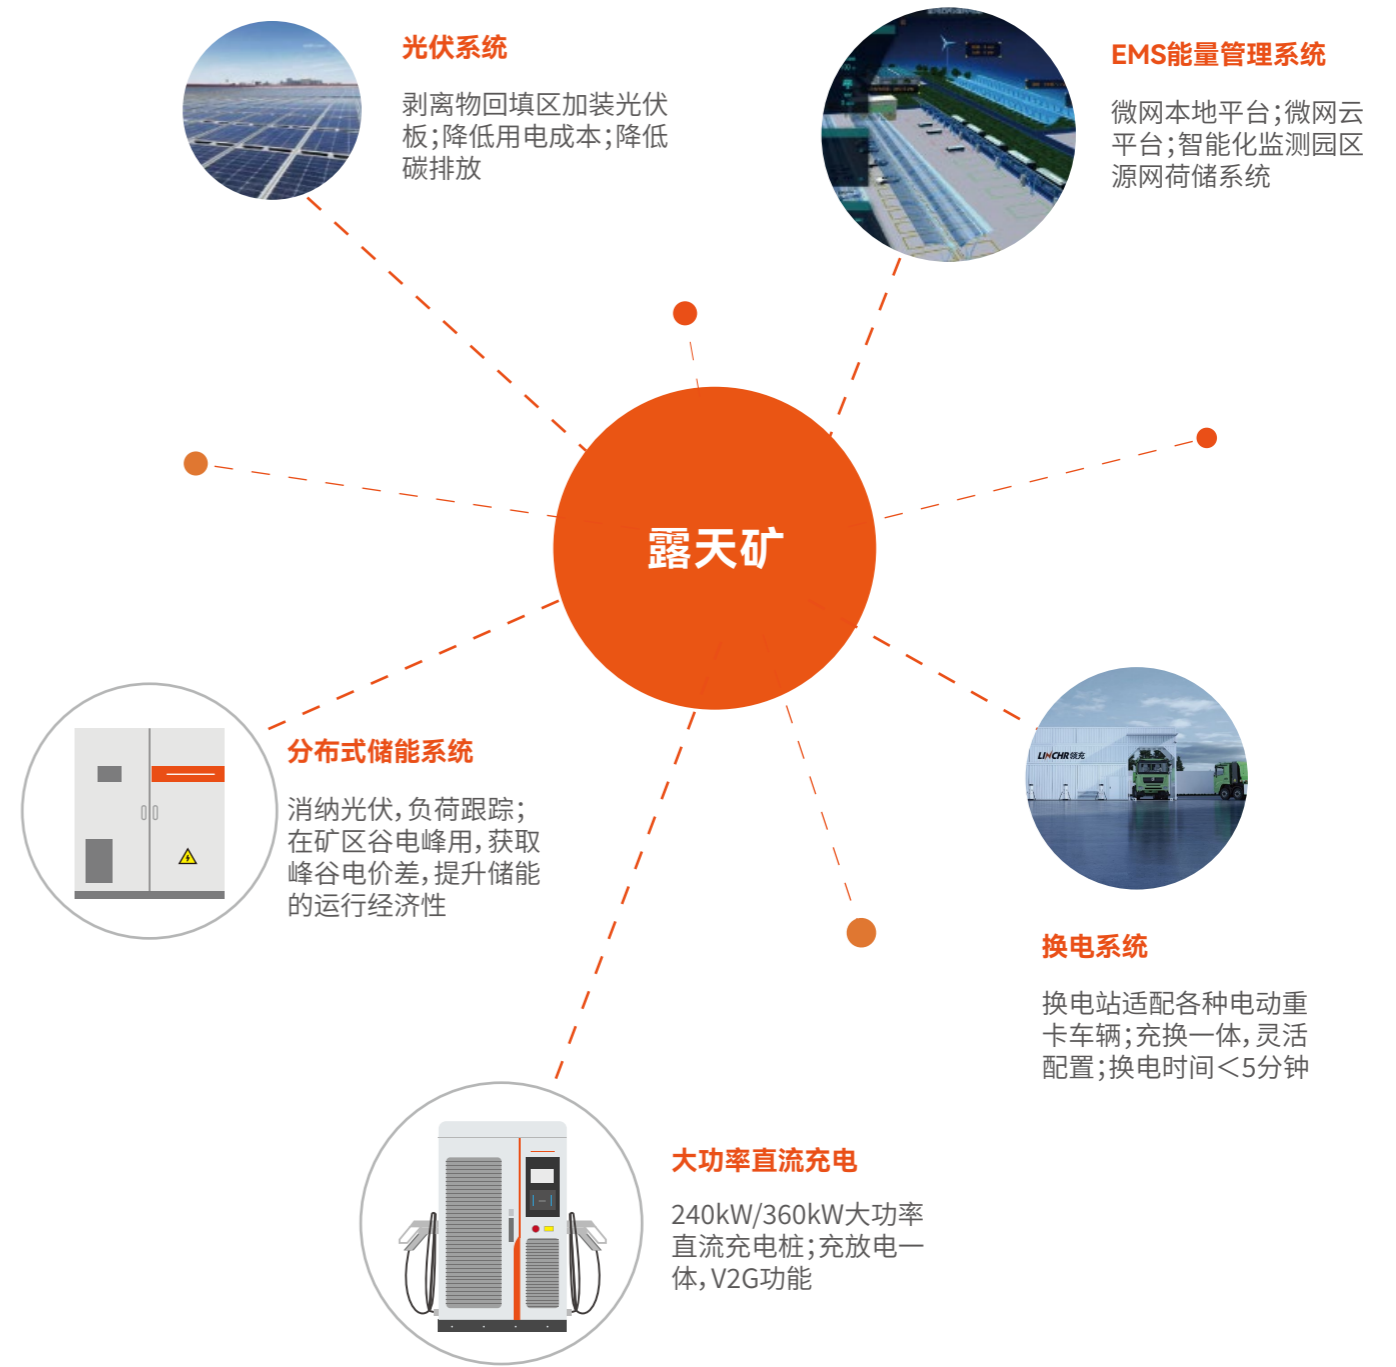 光伏系统
剥离物回填区加装光伏
板;降低用电成本;降低
碳排放
EMS能量管理系统
微网本地平台;微网云
平台;智能化监测园区
源网荷储系统
露天矿
分布式储能系统
消纳光伏,负荷跟踪;
在矿区谷电峰用,获取
峰谷电价差,提升储能
的运行经济性
LINCHR领充
换电系统
换电站适配各种电动重
卡车辆;充换一体,灵活
配置;换电时间＜5分钟
大功率直流充电
240kW/360kW大功率
直流充电桩;充放电一
体,V2G功能